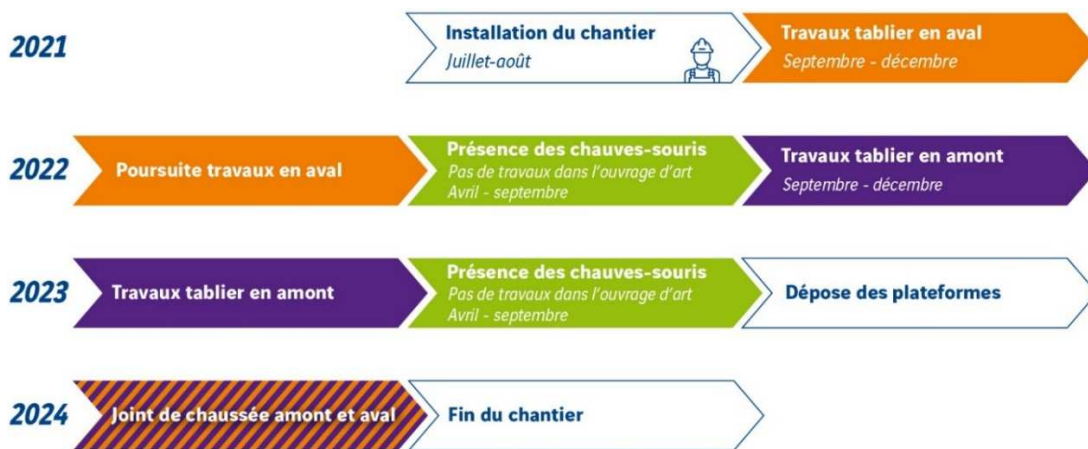 2021
Installation du chantier
Juillet-août
Travaux tablier en aval
Septembre - décembre
2022
Poursuite travaux en aval
Présence des chauves-souris
Pas de travaux dans l'ouvrage d'art
Avril - septembre
Travaux tablier en amont
Septembre - décembre
2023
Travaux tablier en amont
Présence des chauves-souris
Pas de travaux dans l'ouvrage d'art
Avril - septembre
Dépose des plateformes
2024
Joint de chaussée amont et aval
Fin du chantier